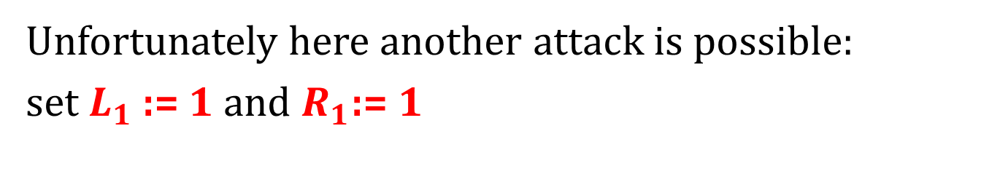 Unfortunately here another attack is possible:
set L₁ := 1 and R₁:= 1